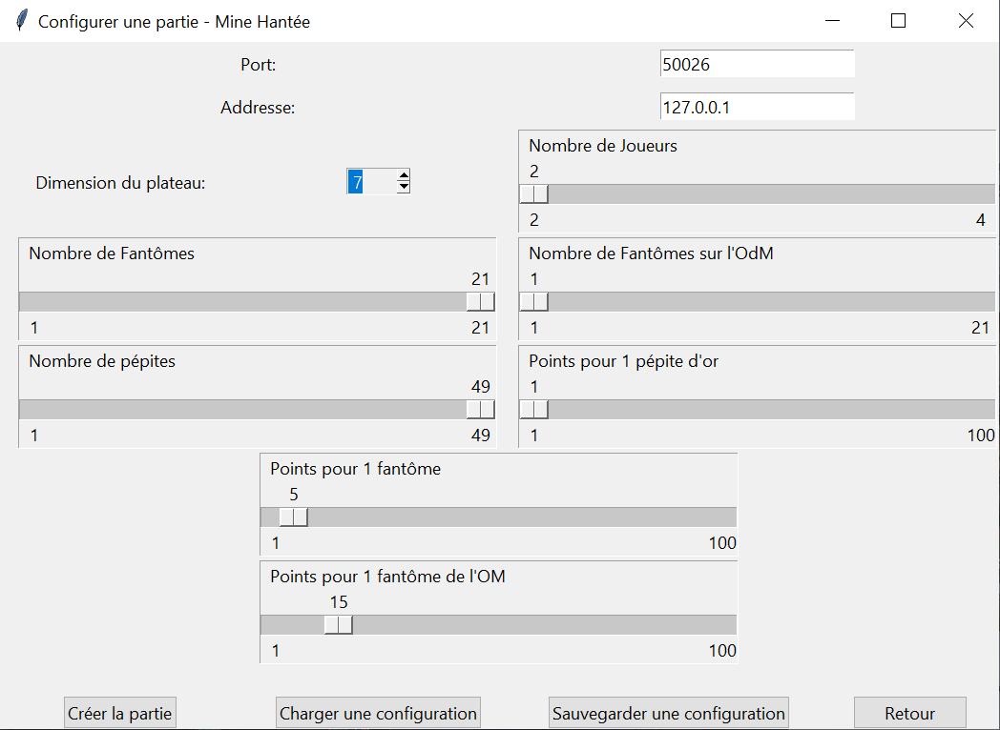 Configurer une partie - Mine Hantée
Port: 50026
Addresse: 127.0.0.1
Dimension du plateau: 7
Nombre de Joueurs
2
2 4
Nombre de Fantômes
21
1 21
Nombre de Fantômes sur l'OdM
1
1 21
Nombre de pépites
49
1 49
Points pour 1 pépite d'or
1
1 100
Points pour 1 fantôme
5
1 100
Points pour 1 fantôme de l'OM
15
1 100
Créer la partie
Charger une configuration
Sauvegarder une configuration
Retour